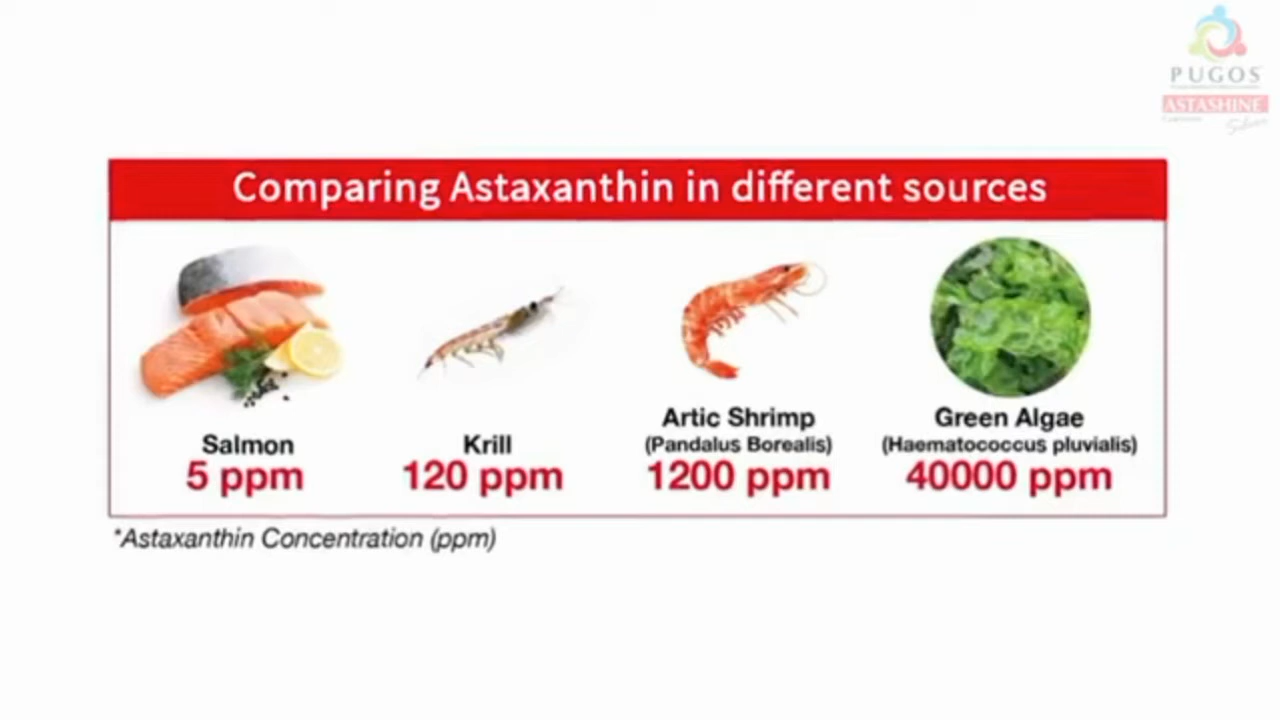 PUGOS
ASTASHINE
Comparing Astaxanthin in different sources
Salmon
5 ppm
Krill
120 ppm
Artic Shrimp
(Pandalus Borealis)
1200 ppm
Green Algae
(Haematococcus pluvialis)
40000 ppm
*Astaxanthin Concentration (ppm)